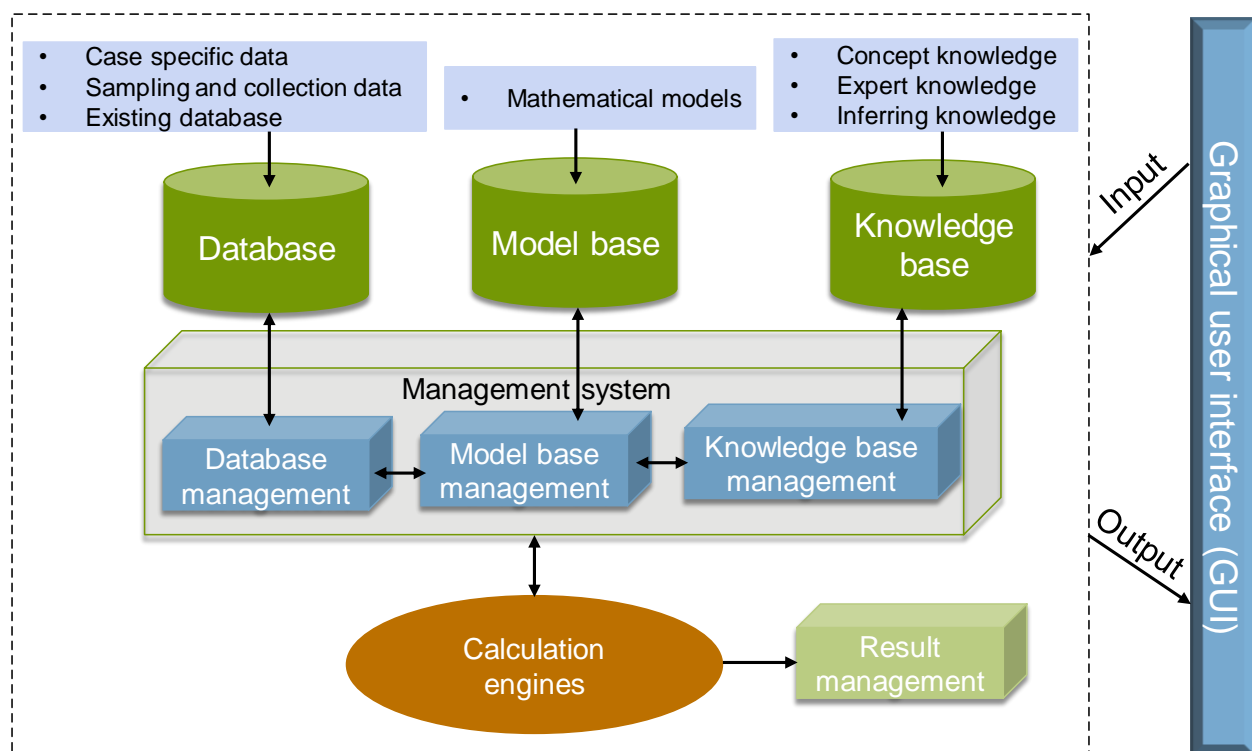 • Case specific data
• Sampling and collection data
• Existing database
• Mathematical models
• Concept knowledge
• Expert knowledge
• Inferring knowledge
Database
Model base
Knowledge
base
Management system
Database
management
Model base
management
Knowledge base
management
Calculation
engines
Result
management
Input
Output
Graphical user interface (GUI)